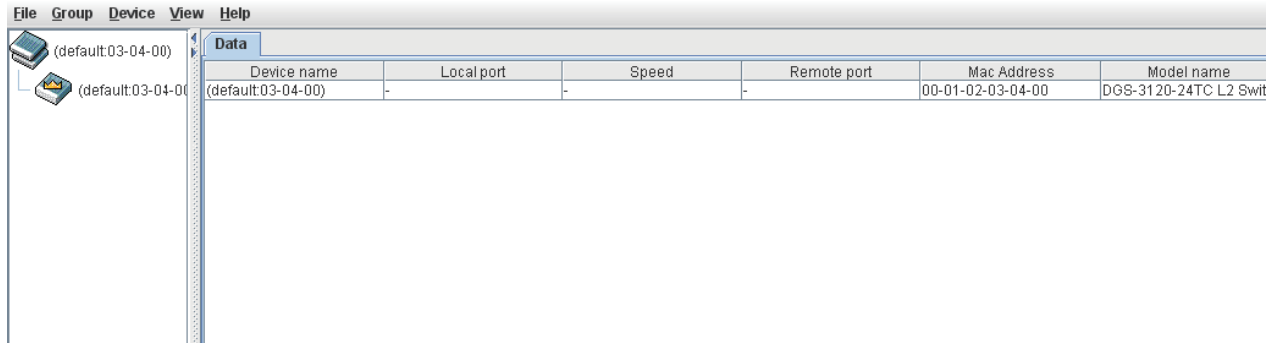 File Group Device View Help
(default:03-04-00)
(default:03-04-0
Data
Device name Local port Speed Remote port Mac Address Model name
(default:03-04-00) - - - 00-01-02-03-04-00 DGS-3120-24TC L2 Swit